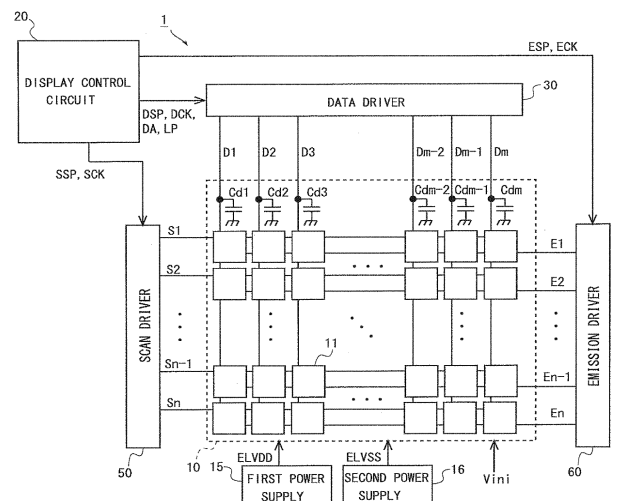 20
1
ESP, ECK
DISPLAY CONTROL
CIRCUIT
30
DATA DRIVER
DSP, DCK,
DA, LP
D1 D2 D3 Dm-2 Dm-1 Dm
SSP, SCK
Cd1 Cd2 Cd3 Cdm-2 Cdm-1 Cdm
S1 E1
S2 E2
SCAN DRIVER
EMISSION DRIVER
11
Sn-1 En-1
Sn En
50 10 ELVDD ELVSS 60
15 16 Vini
FIRST POWER
SUPPLY
SECOND POWER
SUPPLY